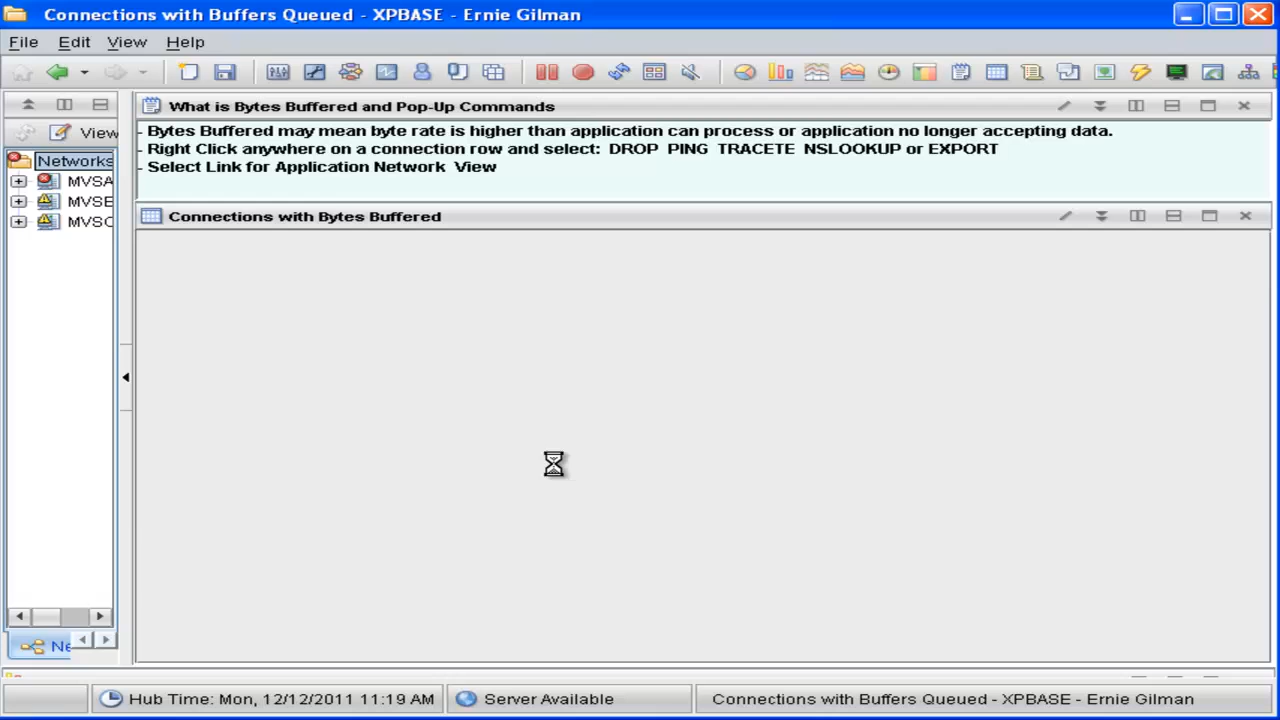 Connections with Buffers Queued - XPBASE - Ernie Gilman
File Edit View Help
View
What is Bytes Buffered and Pop-Up Commands
- Bytes Buffered may mean byte rate is higher than application can process or application no longer accepting data.
- Right Click anywhere on a connection row and select: DROP PING TRACETE NSLOOKUP or EXPORT
- Select Link for Application Network View
Networks
MVSA
MVSE
MVSC
Connections with Bytes Buffered
Ne
Hub Time: Mon, 12/12/2011 11:19 AM
Server Available
Connections with Buffers Queued - XPBASE - Ernie Gilman